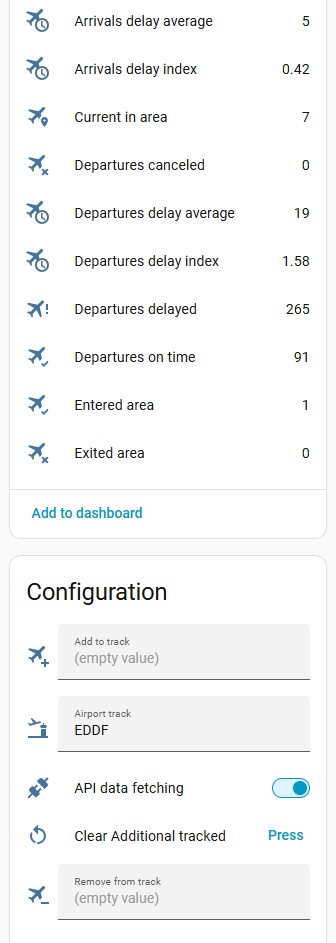 Arrivals delay average 5
Arrivals delay index 0.42
Current in area 7
Departures canceled 0
Departures delay average 19
Departures delay index 1.58
Departures delayed 265
Departures on time 91
Entered area 1
Exited area 0
Add to dashboard
Configuration
Add to track
(empty value)
Airport track
EDDF
API data fetching
Clear Additional tracked Press
Remove from track
(empty value)